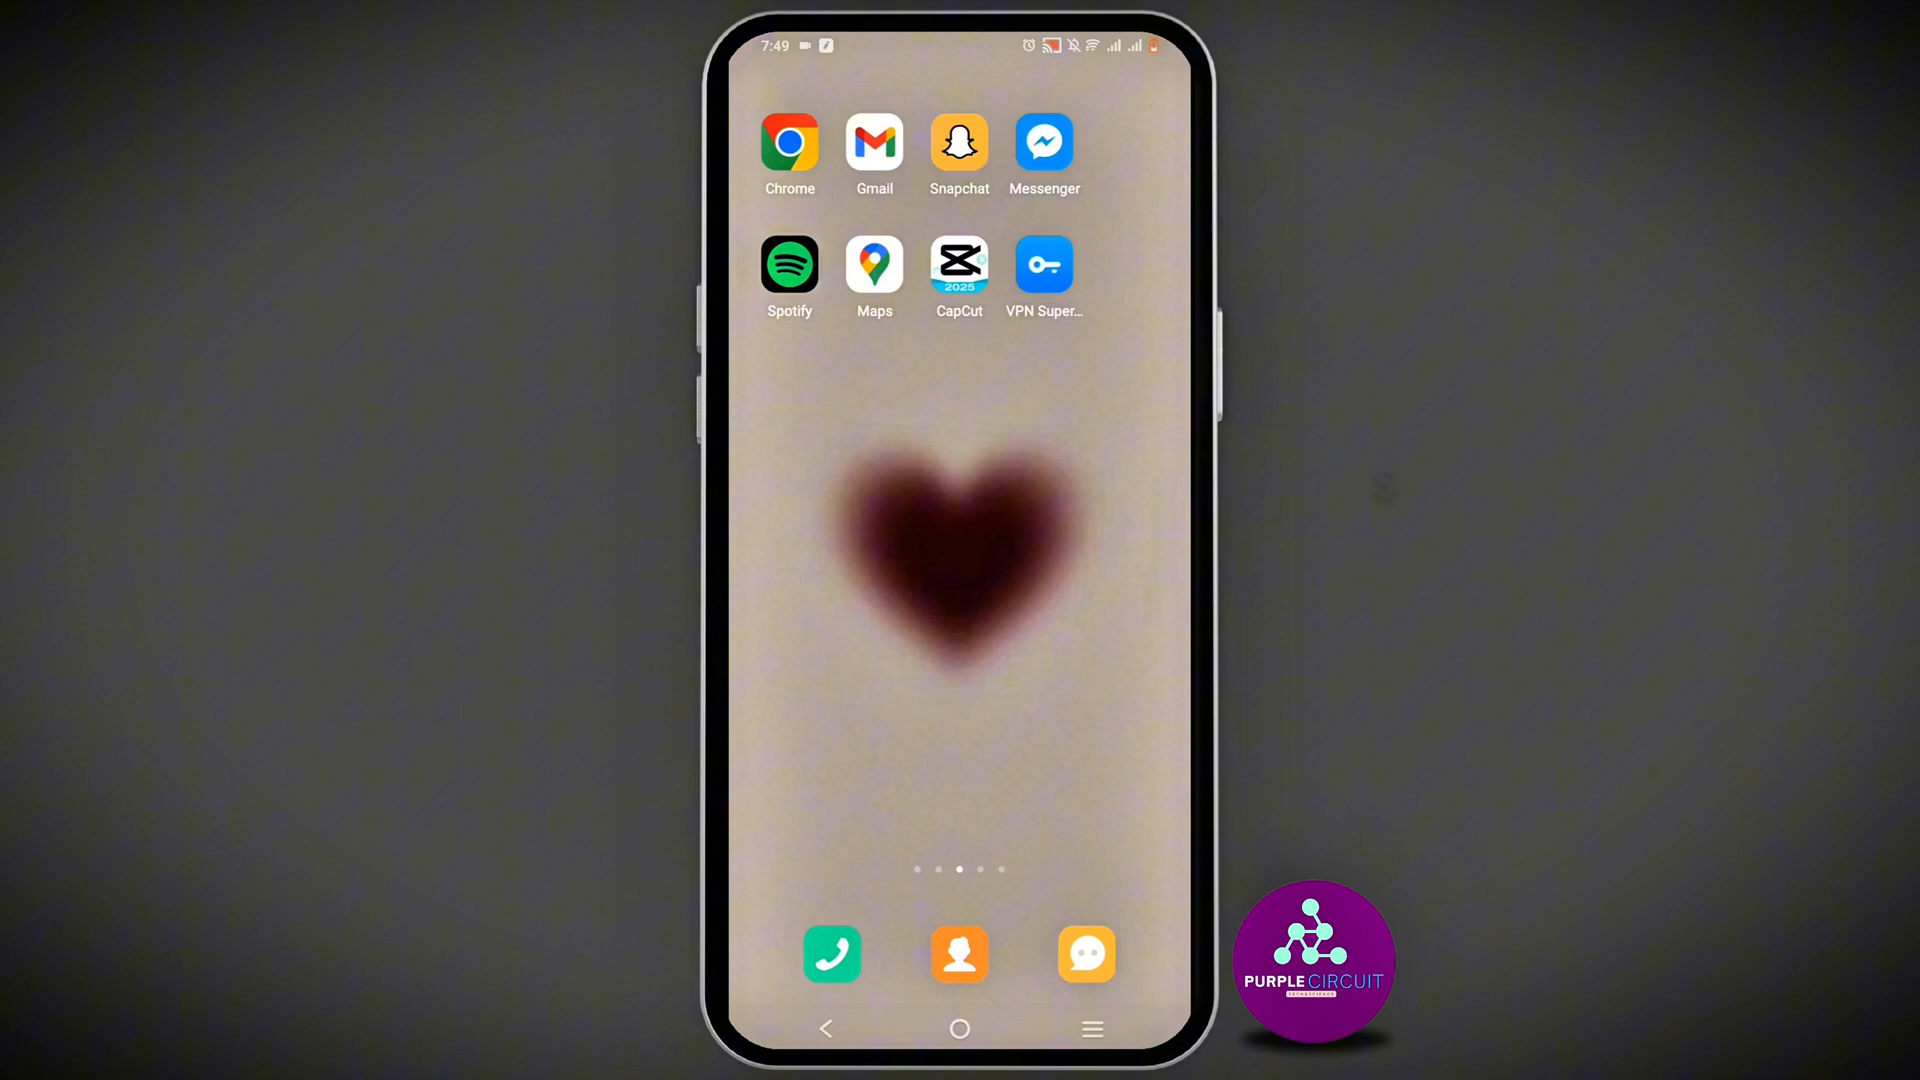 7:49
Chrome
Gmail
Snapchat
Messenger
2025
Spotify
Maps
CapCut
VPN Super...
PURPLE CIRCUIT